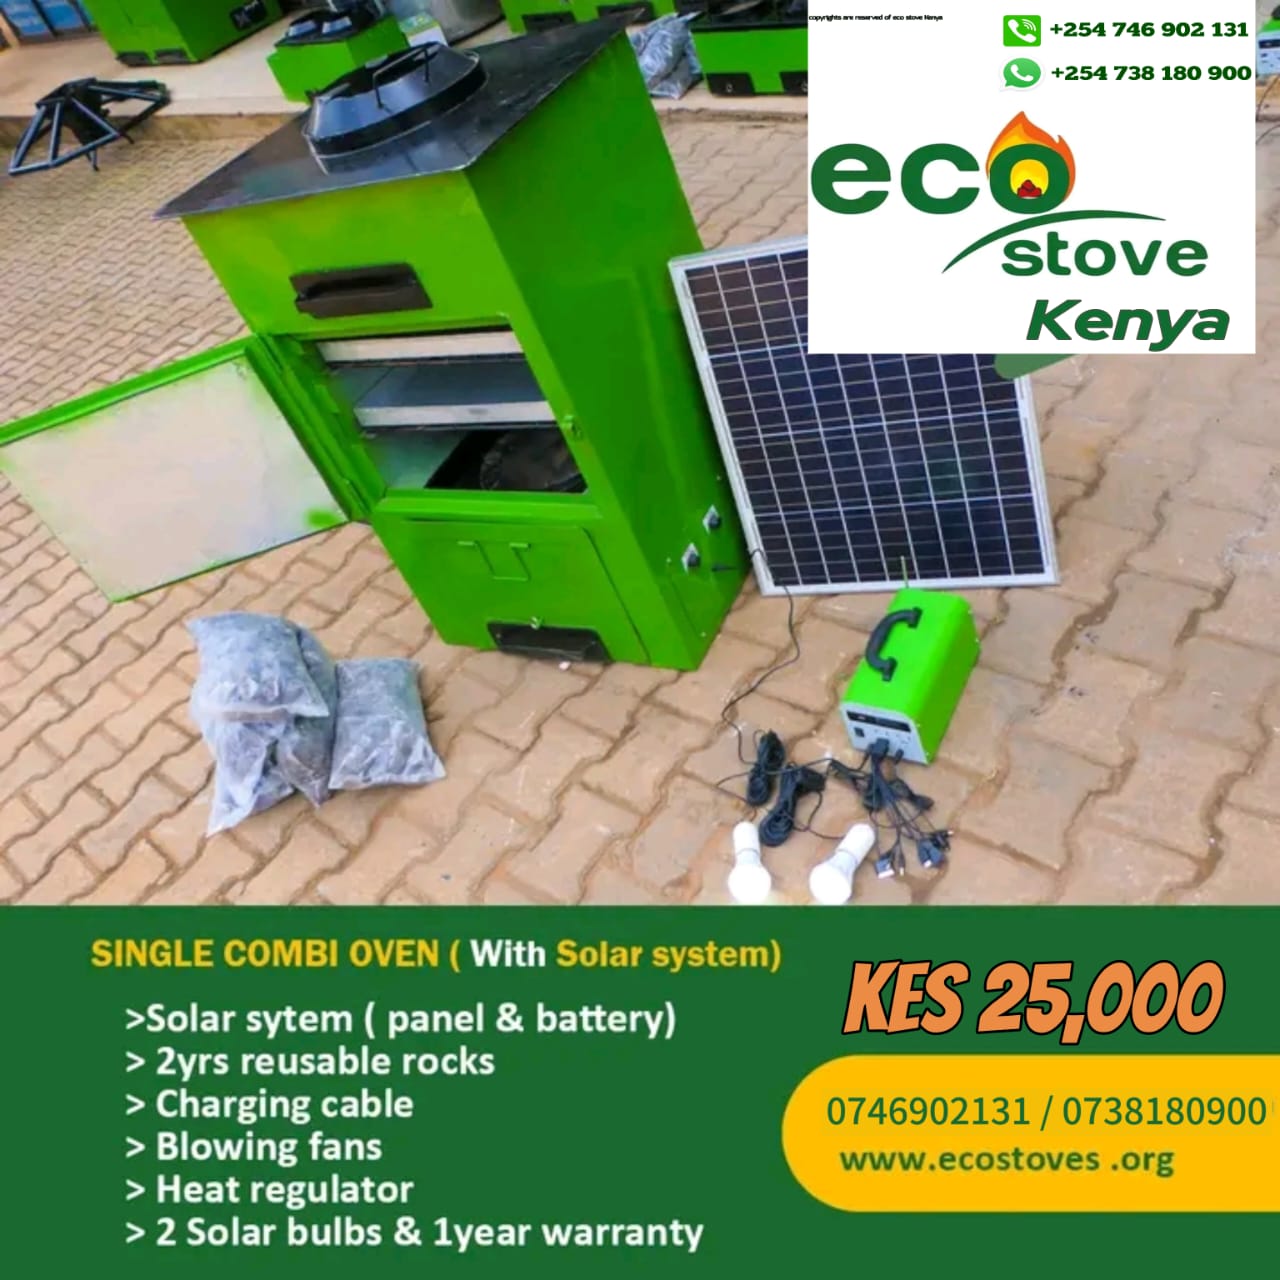 copyrights are reserved of eco stove Kenya
+254 746 902 131
+254 738 180 900
eco
stove
Kenya
SINGLE COMBI OVEN ( With Solar system)
>Solar sytem ( panel & battery)
> 2yrs reusable rocks
> Charging cable
> Blowing fans
> Heat regulator
> 2 Solar bulbs & 1year warranty
KES 25,000
0746902131 / 0738180900
www.ecostoves .org